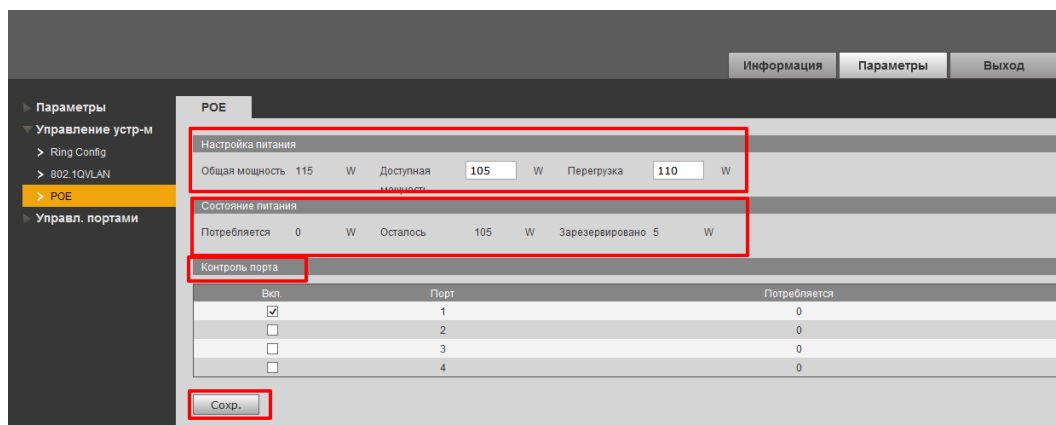 Информация Параметры Выход
Параметры
Управление устр-м
Ring Config
802.1QVLAN
POE
Управл. портами
POE
Настройка питания
Общая мощность 115 W Доступная мощность 105 W Перегрузка 110 W
Состояние питания
Потребляется 0 W Осталось 105 W Зарезервировано 5 W
Контроль порта
Вкл. Порт Потребляется
1 0
2 0
3 0
4 0
Сохр.